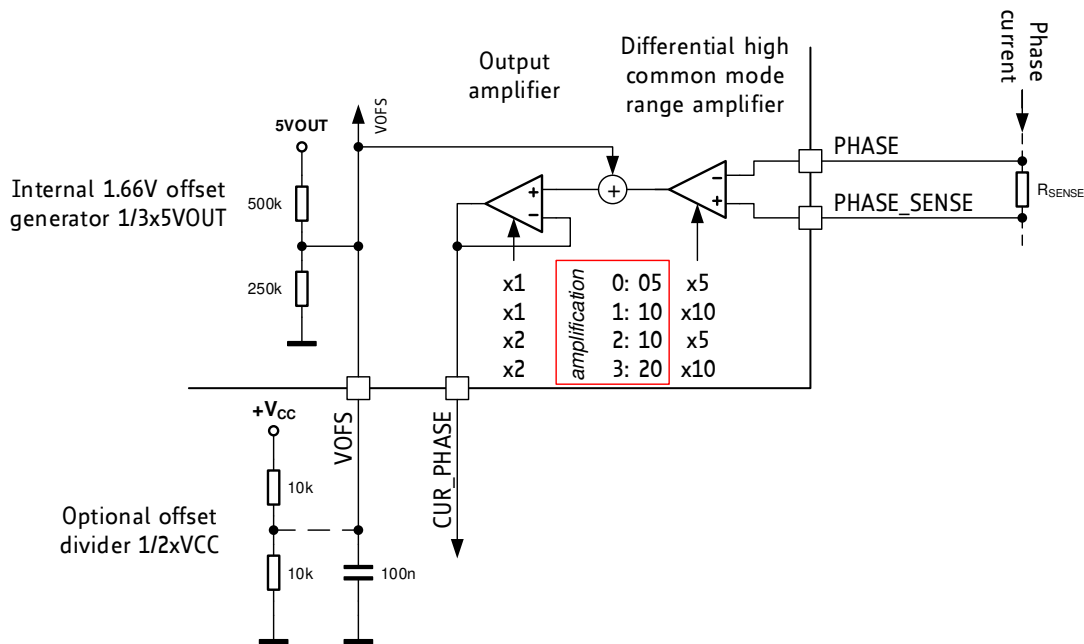 Phase
current
Differential high
common mode
range amplifier
Output
amplifier
VOFS
5VOUT
PHASE
Internal 1.66V offset
generator 1/3x5VOUT
500k
250k
+
+
−
−
+
RSENSE
PHASE_SENSE
x1
x1
x2
x2
amplification
0: 05
1: 10
2: 10
3: 20
x5
x10
x5
x10
+VCC
VOFS
CUR_PHASE
10k
Optional offset
divider 1/2xVCC
10k
100n